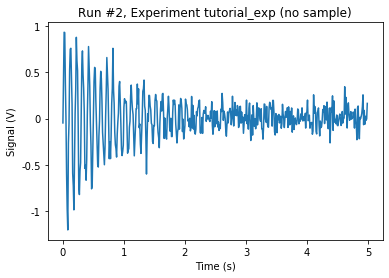 Run #2, Experiment tutorial_exp (no sample)
1
0.5
0
-0.5
-1
Signal (V)
0 1 2 3 4 5
Time (s)